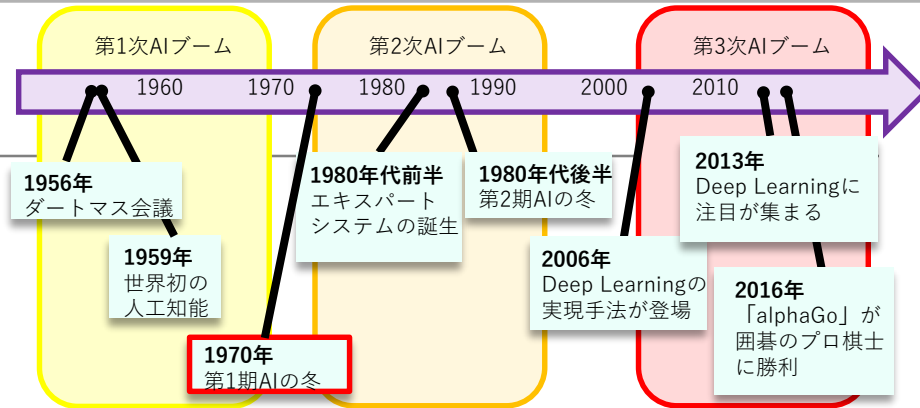 第1次AIブーム
第2次AIブーム
第3次AIブーム
1960
1970
1980
1990
2000
2010
1956年
ダートマス会議
1959年
世界初の
人工知能
1970年
第1期AIの冬
1980年代前半
エキスパート
システムの誕生
1980年代後半
第2期AIの冬
2006年
Deep Learningの
実現手法が登場
2013年
Deep Learningに
注目が集まる
2016年
「alphaGo」が
囲碁のプロ棋士
に勝利